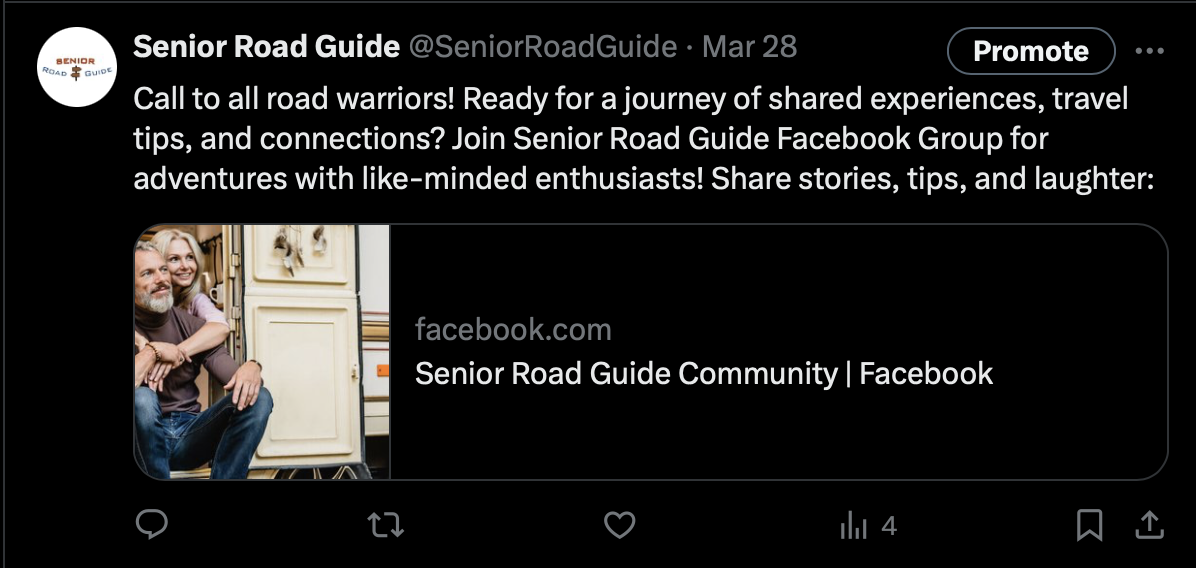 SENIOR
ROAD GUIDE
Senior Road Guide @SeniorRoadGuide · Mar 28
Promote
Call to all road warriors! Ready for a journey of shared experiences, travel
tips, and connections? Join Senior Road Guide Facebook Group for
adventures with like-minded enthusiasts! Share stories, tips, and laughter:
facebook.com
Senior Road Guide Community | Facebook
4